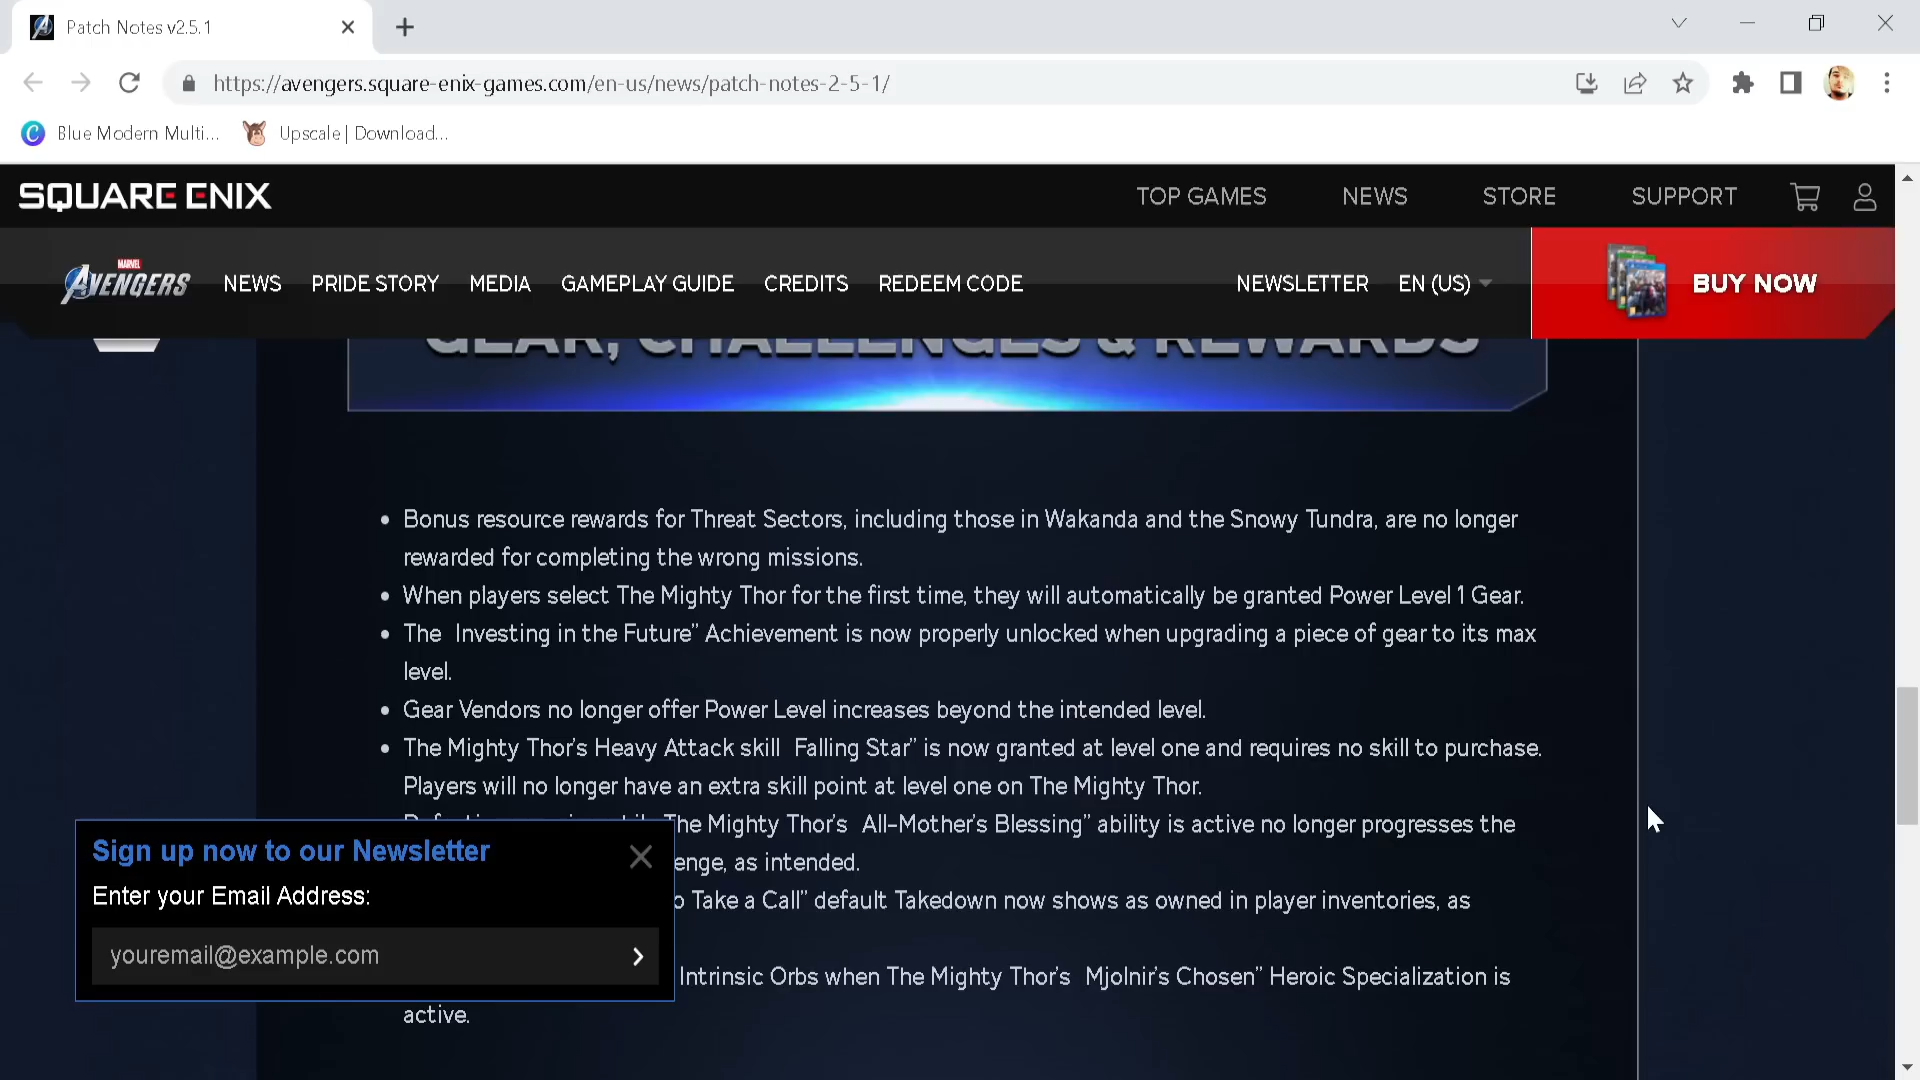 Patch Notes v2.5.1
https://avengers.square-enix-games.com/en-us/news/patch-notes-2-5-1/
Blue Modern Multi... Upscale | Download...
SQUARE ENIX TOP GAMES NEWS STORE SUPPORT
MARVEL
AVENGERS NEWS PRIDE STORY MEDIA GAMEPLAY GUIDE CREDITS REDEEM CODE NEWSLETTER EN (US) BUY NOW
GEAR, CHALLENGES & REWARDS
Bonus resource rewards for Threat Sectors, including those in Wakanda and the Snowy Tundra, are no longer
rewarded for completing the wrong missions.
When players select The Mighty Thor for the first time, they will automatically be granted Power Level 1 Gear.
The Investing in the Future” Achievement is now properly unlocked when upgrading a piece of gear to its max
level.
Gear Vendors no longer offer Power Level increases beyond the intended level.
The Mighty Thor's Heavy Attack skill Falling Star” is now granted at level one and requires no skill to purchase.
Players will no longer have an extra skill point at level one on The Mighty Thor.
The Mighty Thor's All-Mother's Blessing” ability is active no longer progresses the
enge, as intended.
o Take a Call” default Takedown now shows as owned in player inventories, as
Intrinsic Orbs when The Mighty Thor's Mjolnir's Chosen” Heroic Specialization is
active.
Sign up now to our Newsletter
Enter your Email Address:
youremail@example.com